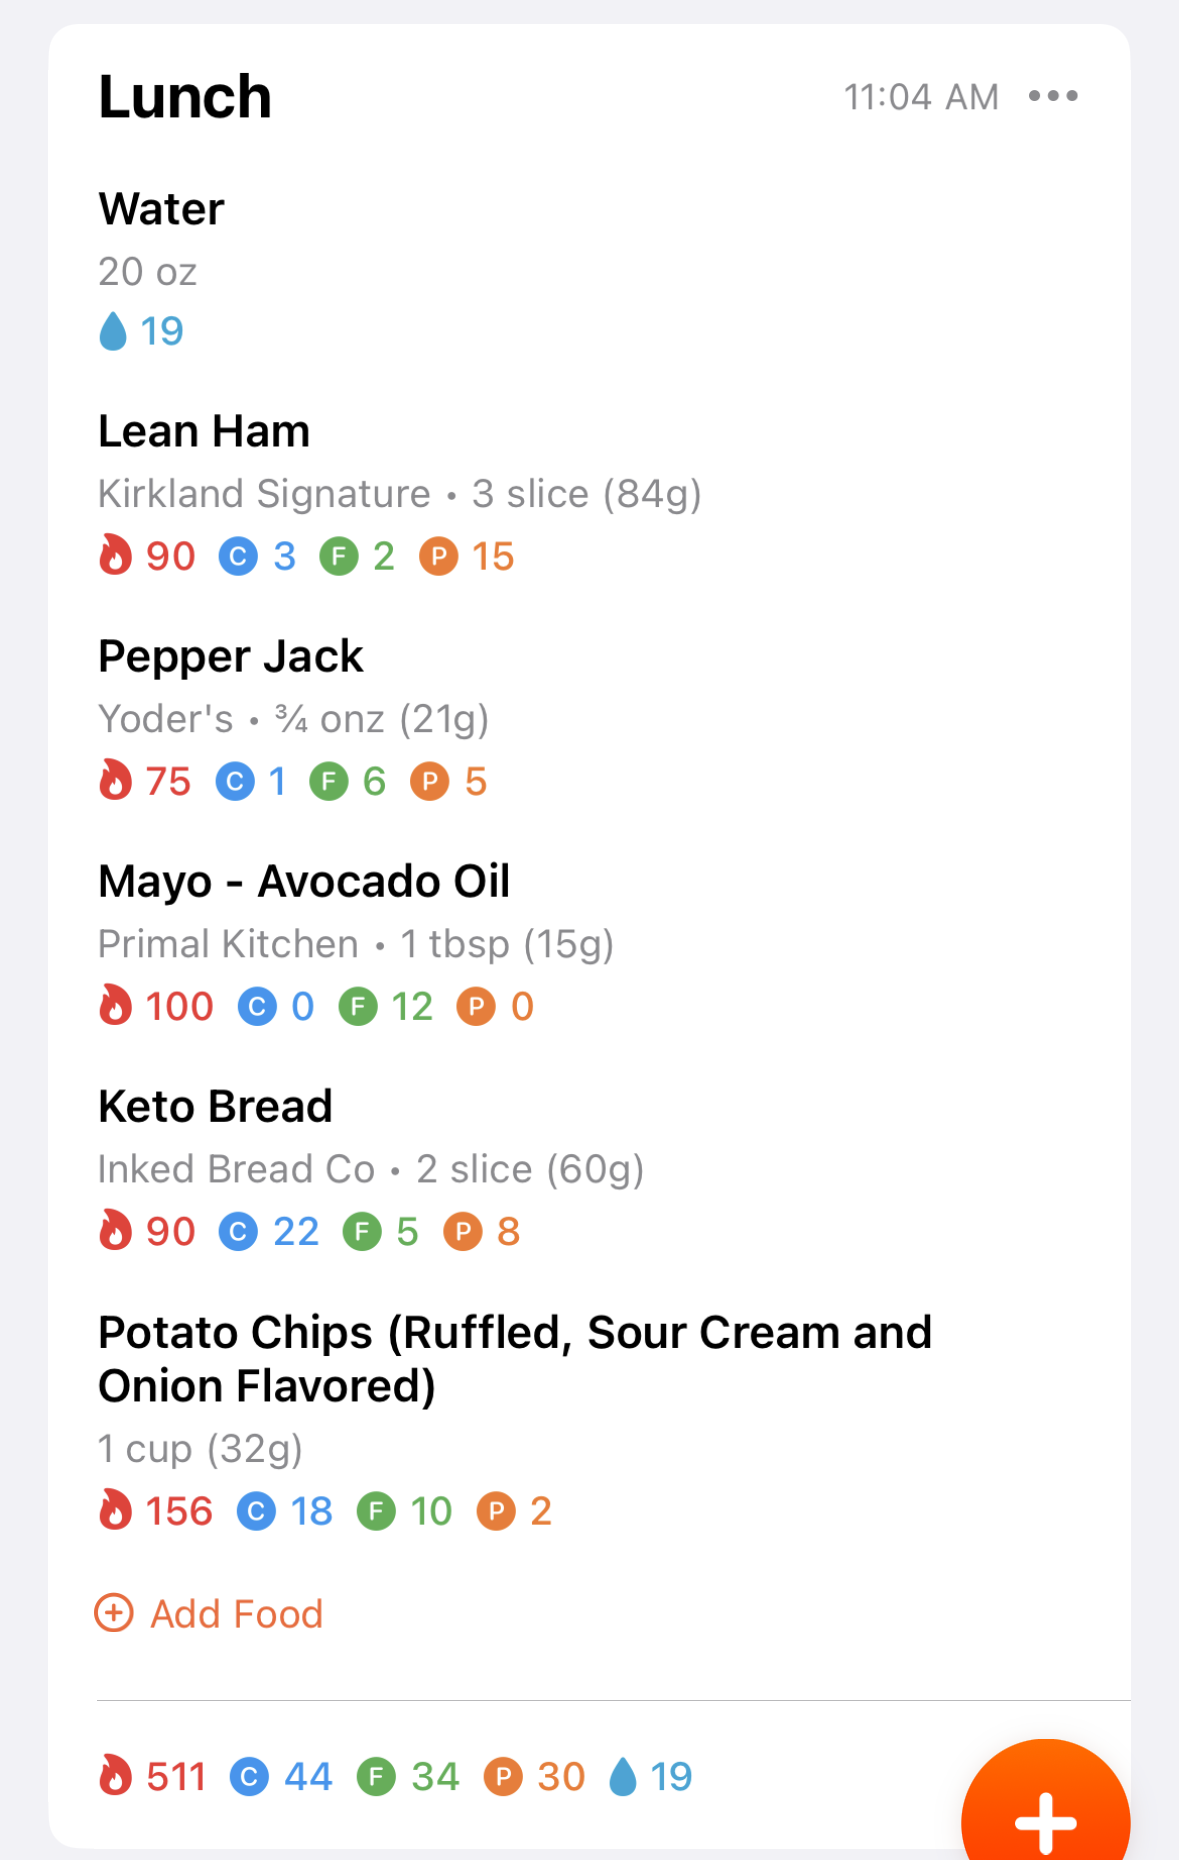 Lunch 11:04 AM
Water
20 oz
19
Lean Ham
Kirkland Signature • 3 slice (84g)
90 C 3 F 2 P 15
Pepper Jack
Yoder's • ¾ onz (21g)
75 C 1 F 6 P 5
Mayo - Avocado Oil
Primal Kitchen • 1 tbsp (15g)
100 C 0 F 12 P 0
Keto Bread
Inked Bread Co • 2 slice (60g)
90 C 22 F 5 P 8
Potato Chips (Ruffled, Sour Cream and
Onion Flavored)
1 cup (32g)
156 C 18 F 10 P 2
Add Food
511 C 44 F 34 P 30 19